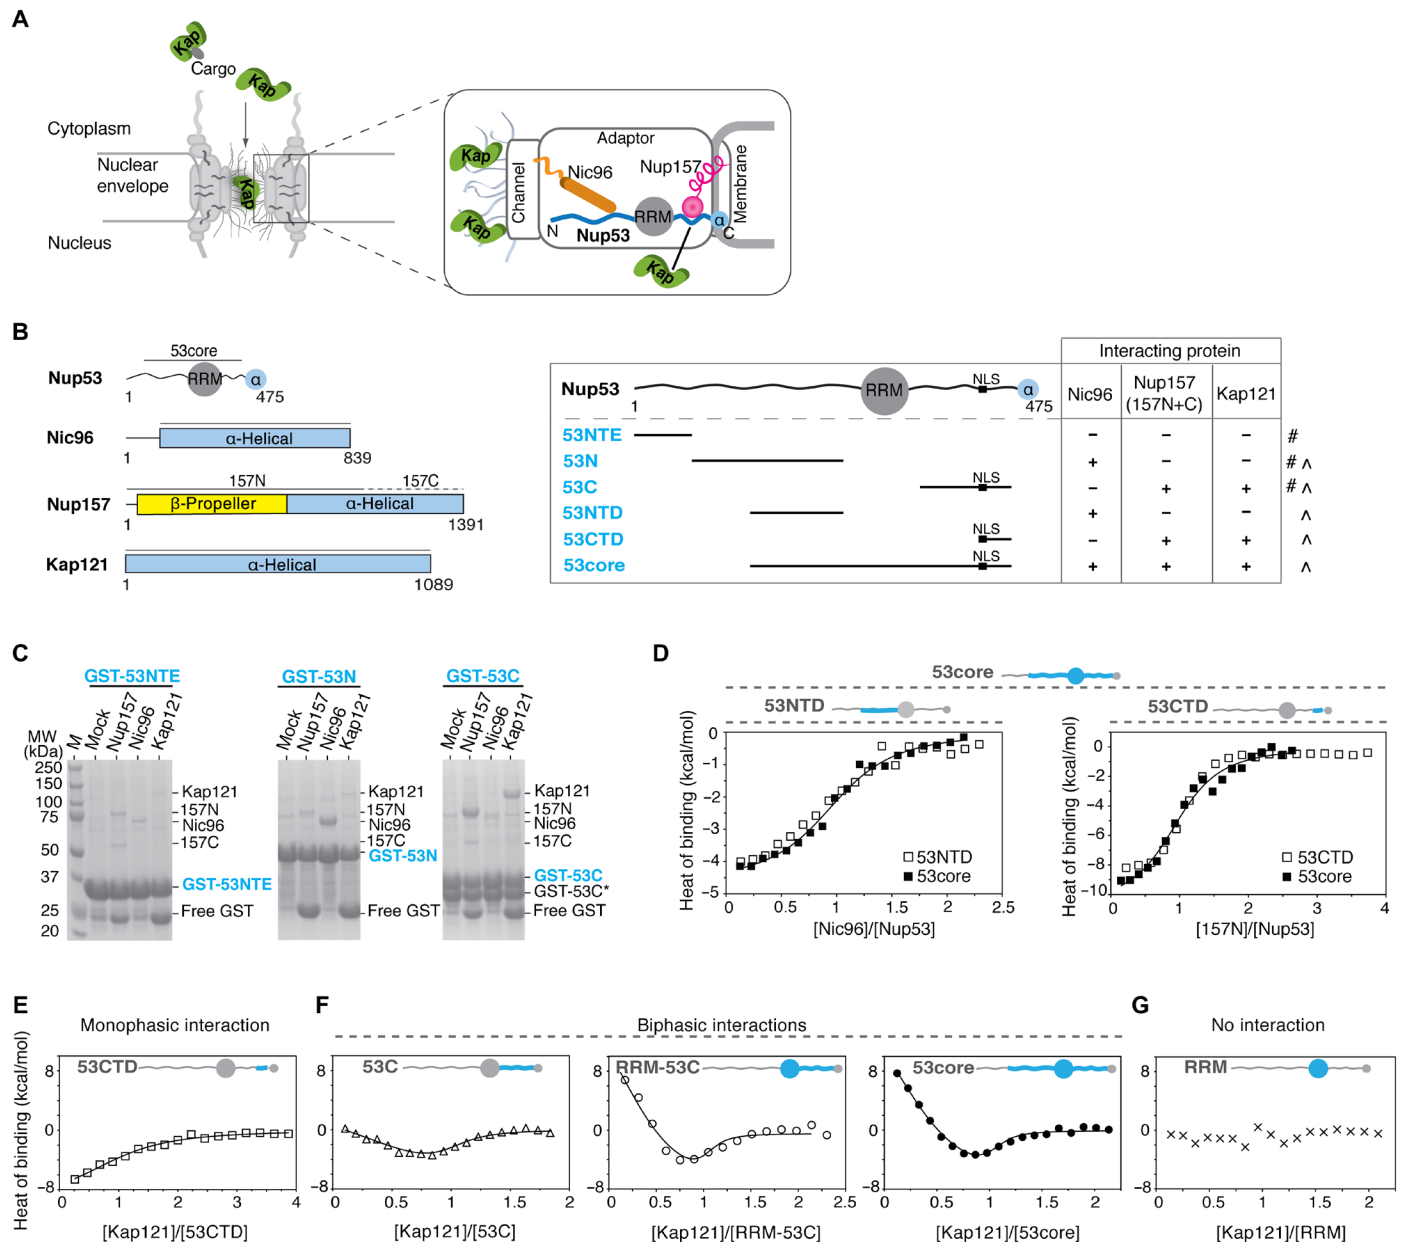 A
Kap
Cargo
Kap
Cytoplasm
Nuclear
envelope
Kap
Nucleus
Adaptor
Kap
Nic96
Nup157
Channel
Membrane
Kap
RRM
α
N
Nup53
C
Kap
B
53core
Nup53
RRM
α
1
475
Nic96
α-Helical
1
839
157N
157C
Nup157
β-Propeller
α-Helical
1
1391
Kap121
α-Helical
1
1089
Interacting protein
Nup53
RRM
NLS
α
1
475
Nic96
Nup157
(157N+C)
Kap121
53NTE
– – – #
53N
+ – – # ^
53C
NLS
– + + # ^
53NTD
+ – – ^
53CTD
NLS
– + + ^
53core
NLS
+ + + ^
C
GST-53NTE
GST-53N
GST-53C
MW
(kDa)
M
Mock
Nup157
Nic96
Kap121
Mock
Nup157
Nic96
Kap121
Mock
Nup157
Nic96
Kap121
250
150
100
75
50
37
25
20
Kap121
157N
Nic96
157C
GST-53NTE
Free GST
Kap121
157N
Nic96
157C
GST-53N
Free GST
Kap121
157N
Nic96
157C
GST-53C
GST-53C*
Free GST
D
53core
53NTD
53CTD
Heat of binding (kcal/mol)
0
−1
−2
−3
−4
−5
53NTD
53core
0 0.5 1 1.5 2 2.5
[Nic96]/[Nup53]
Heat of binding (kcal/mol)
0
−2
−4
−6
−8
−10
53CTD
53core
0 1 2 3 4
[157N]/[Nup53]
E
Monophasic interaction
Heat of binding (kcal/mol)
53CTD
8
0
−8
0 1 2 3 4
[Kap121]/[53CTD]
F
Biphasic interactions
53C
8
0
−8
0 0.5 1 1.5 2
[Kap121]/[53C]
RRM-53C
8
0
−8
0 0.5 1 1.5 2 2.5
[Kap121]/[RRM-53C]
53core
8
0
−8
0 0.5 1 1.5 2
[Kap121]/[53core]
G
No interaction
RRM
8
0
−8
0 0.5 1 1.5 2
[Kap121]/[RRM]